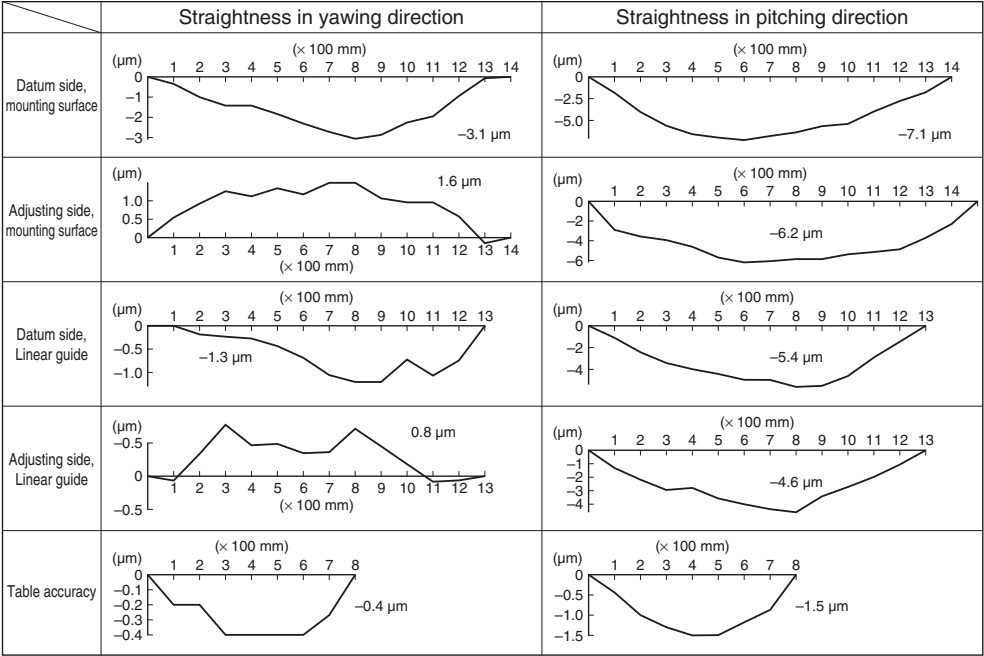 Straightness in yawing direction
Straightness in pitching direction
Datum side,
mounting surface
(× 100 mm)
(μm) 1 2 3 4 5 6 7 8 9 10 11 12 13 14
0
–1
–2
–3
–3.1 μm
(× 100 mm)
(μm) 1 2 3 4 5 6 7 8 9 10 11 12 13 14
0
–2.5
–5.0
–7.1 μm
Adjusting side,
mounting surface
(μm)
1.6 μm
1.0
0.5
0
1 2 3 4 5 6 7 8 9 10 11 12 13 14
(× 100 mm)
(× 100 mm)
(μm) 1 2 3 4 5 6 7 8 9 10 11 12 13 14
0
–2
–4
–6
–6.2 μm
Datum side,
Linear guide
(× 100 mm)
(μm) 1 2 3 4 5 6 7 8 9 10 11 12 13
0
–0.5
–1.0
–1.3 μm
(× 100 mm)
(μm) 1 2 3 4 5 6 7 8 9 10 11 12 13
0
–2
–4
–5.4 μm
Adjusting side,
Linear guide
(μm)
0.8 μm
–0.5
0
–0.5
1 2 3 4 5 6 7 8 9 10 11 12 13
(× 100 mm)
(× 100 mm)
(μm) 1 2 3 4 5 6 7 8 9 10 11 12 13
0
–1
–2
–3
–4
–4.6 μm
Table accuracy
(× 100 mm)
(μm) 1 2 3 4 5 6 7 8
0
–0.1
–0.2
–0.3
–0.4
–0.4 μm
(× 100 mm)
(μm) 1 2 3 4 5 6 7 8
0
–0.5
–1.0
–1.5
–1.5 μm